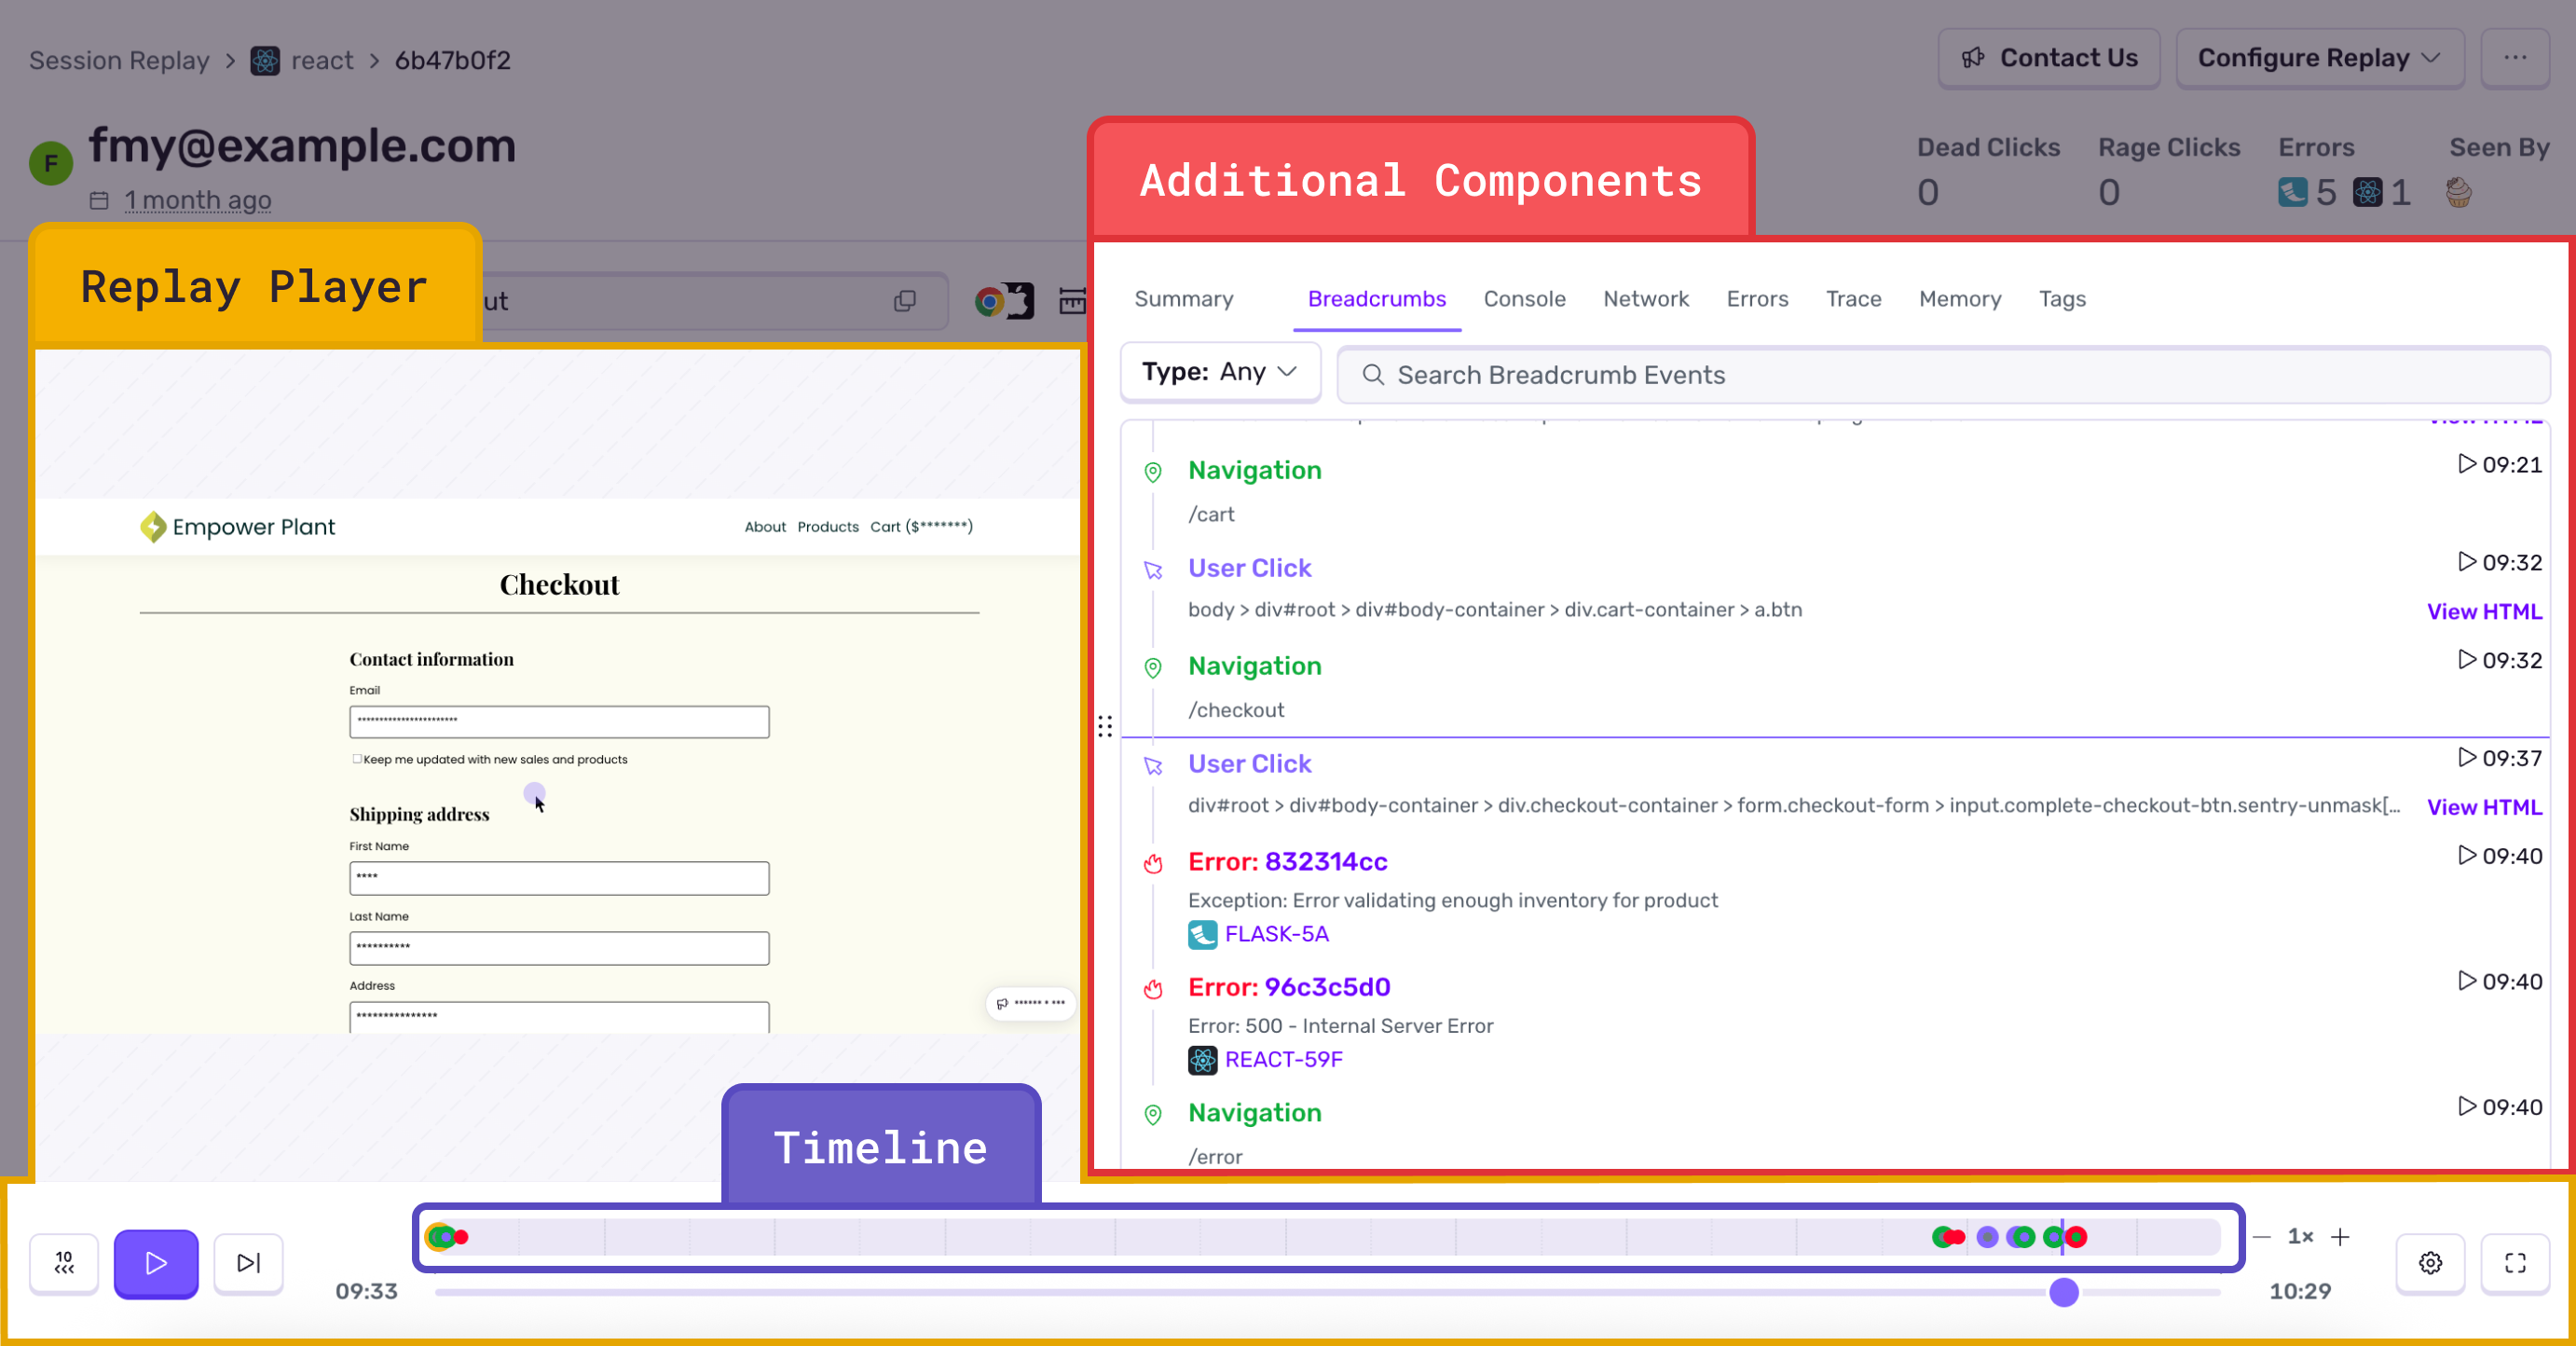 Session Replay > react > 6b47b0f2
Contact Us
Configure Replay
F
fmy@example.com
1 month ago
Dead Clicks
0
Rage Clicks
0
Errors
5 1
Seen By
Replay Player
ut
Additional Components
Summary Breadcrumbs Console Network Errors Trace Memory Tags
Type: Any
Search Breadcrumb Events
Navigation 09:21
/cart
User Click 09:32
body > div#root > div#body-container > div.cart-container > a.btn View HTML
Navigation 09:32
/checkout
User Click 09:37
div#root > div#body-container > div.checkout-container > form.checkout-form > input.complete-checkout-btn.sentry-unmask[... View HTML
Error: 832314cc 09:40
Exception: Error validating enough inventory for product
FLASK-5A
Error: 96c3c5d0 09:40
Error: 500 - Internal Server Error
REACT-59F
Navigation 09:40
/error
Empower Plant
About Products Cart ($*******)
Checkout
Contact information
Email
***********************
Keep me updated with new sales and products
Shipping address
First Name
****
Last Name
**********
Address
***************
****** * ***
Timeline
10
09:33
1×
10:29